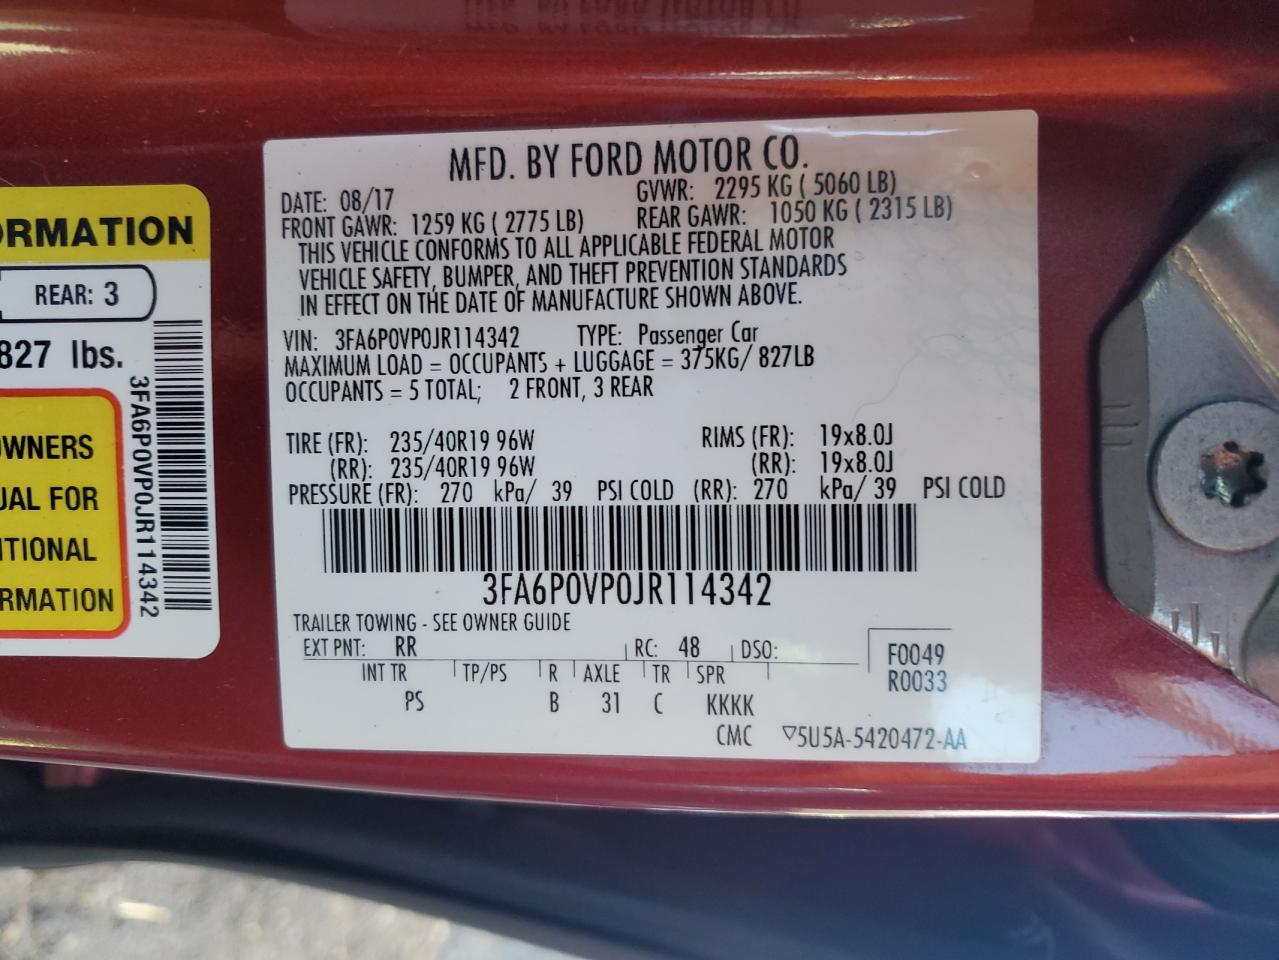 MFD. BY FORD MOTOR CO.
DATE: 08/17 GVWR: 2295 KG ( 5060 LB)
FRONT GAWR: 1259 KG ( 2775 LB) REAR GAWR: 1050 KG ( 2315 LB)
THIS VEHICLE CONFORMS TO ALL APPLICABLE FEDERAL MOTOR
VEHICLE SAFETY, BUMPER, AND THEFT PREVENTION STANDARDS
IN EFFECT ON THE DATE OF MANUFACTURE SHOWN ABOVE.
VIN: 3FA6P0VP0JR114342 TYPE: Passenger Car
MAXIMUM LOAD = OCCUPANTS + LUGGAGE = 375KG/ 827LB
OCCUPANTS = 5 TOTAL; 2 FRONT, 3 REAR
TIRE (FR): 235/40R19 96W RIMS (FR): 19x8.0J
(RR): 235/40R19 96W (RR): 19x8.0J
PRESSURE (FR): 270 kPa/ 39 PSI COLD (RR): 270 kPa/ 39 PSI COLD
3FA6P0VP0JR114342
TRAILER TOWING - SEE OWNER GUIDE
EXT PNT: RR RC: 48 DSO:
F0049
R0033
INT TR TP/PS R AXLE TR SPR
PS B 31 C KKKK
CMC ▽5U5A-5420472-AA
ORMATION
REAR: 3
827 lbs.
OWNERS
UAL FOR
ITIONAL
RMATION
3FA6P0VP0JR114342